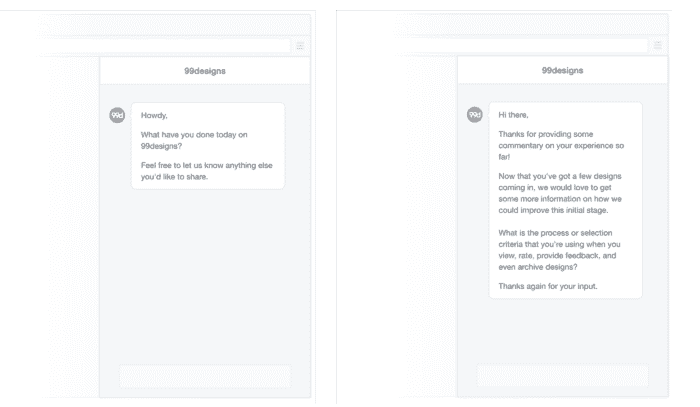 99designs
99d
Howdy,
What have you done today on
99designs?
Feel free to let us know anything else
you'd like to share.
99designs
99d
Hi there,
Thanks for providing some
commentary on your experience so
far!
Now that you've got a few designs
coming in, we would love to get
some more information on how we
could improve this initial stage.
What is the process or selection
criteria that you're using when you
view, rate, provide feedback, and
even archive designs?
Thanks again for your input.